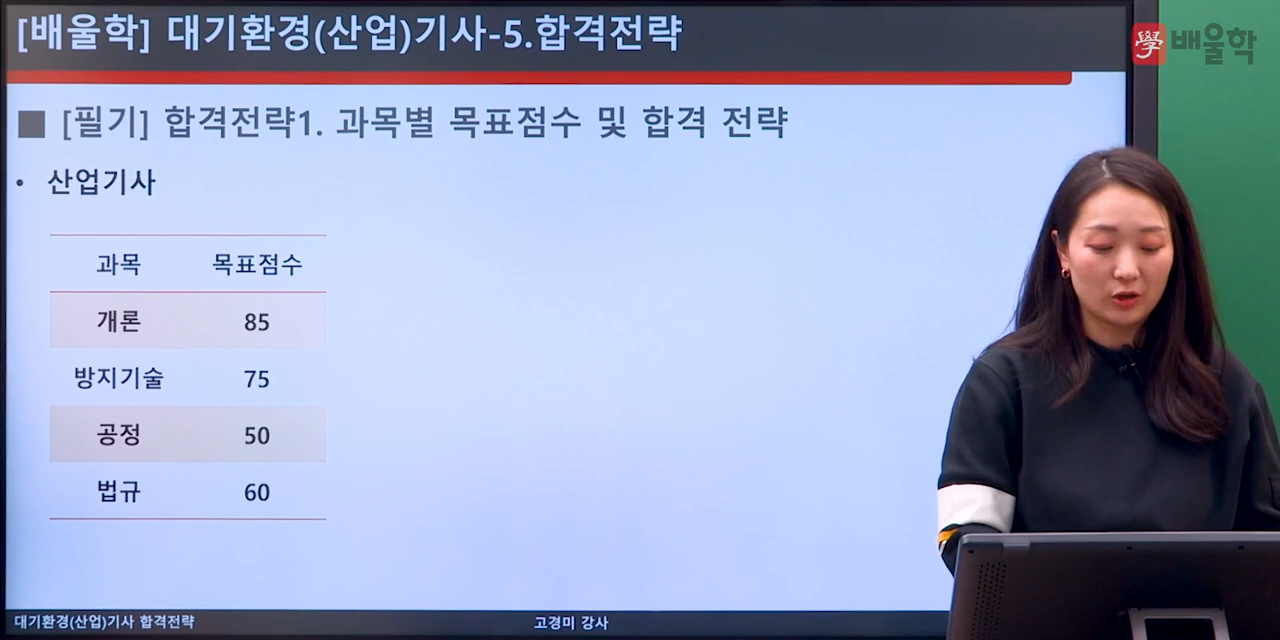 [배울학] 대기환경(산업)기사-5.합격전략
學 배울학
■ [필기] 합격전략1. 과목별 목표점수 및 합격 전략
• 산업기사
과목 목표점수
개론 85
방지기술 75
공정 50
법규 60
대기환경(산업)기사 합격전략 고경미 강사